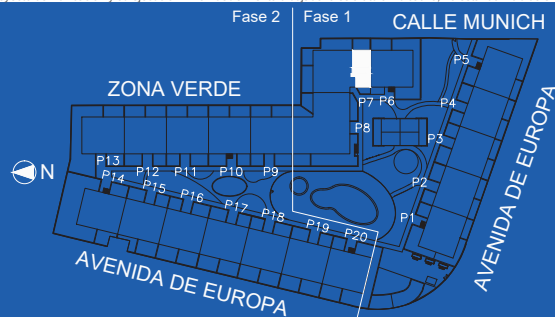 Fase 2
Fase 1
CALLE MUNICH
P5
ZONA VERDE
P7
P6
P4
P8
P3
N
P13
P12
P11
P10
P9
P14
P15
P16
P17
P18
P19
P20
P2
P1
AVENIDA DE EUROPA
AVENIDA DE EUROPA